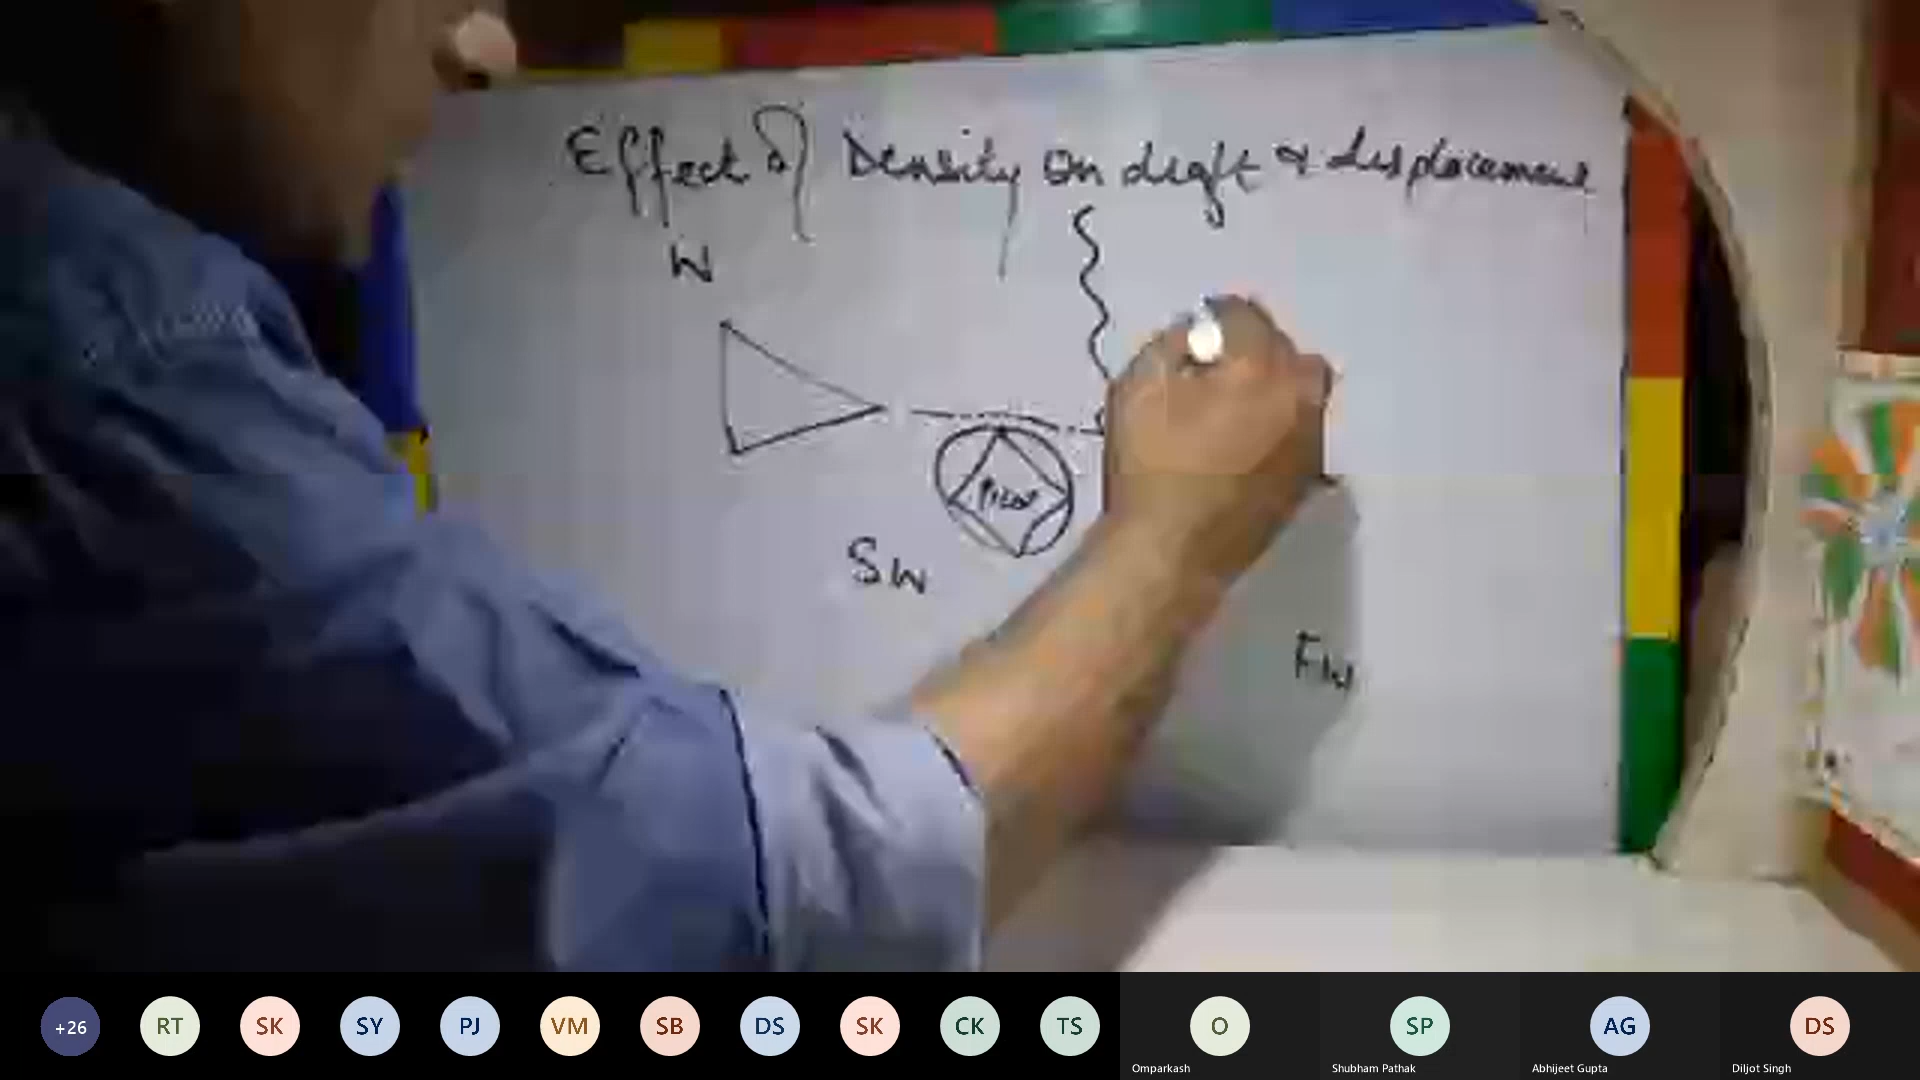 Effect of Density on draft & displacement
W
SW
FW
+26
RT
SK
SY
PJ
VM
SB
DS
SK
CK
TS
O
SP
AG
DS
Omparkash
Shubham Pathak
Abhijeet Gupta
Diljot Singh